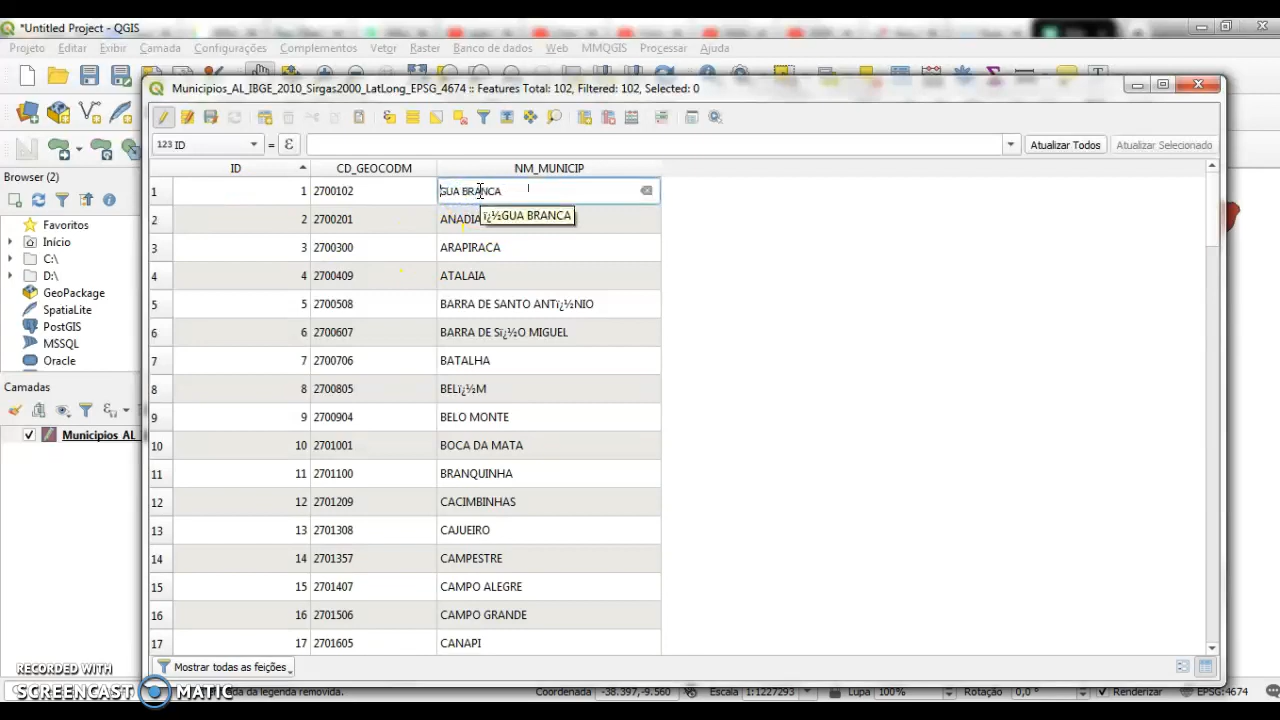 *Untitled Project - QGIS
Projeto Editar Exibir Camada Configurações Complementos Vetor Raster Banco de dados Web MMQGIS Processar Ajuda
Municipios_AL_IBGE_2010_Sirgas2000_LatLong_EPSG_4674 :: Features Total: 102, Filtered: 102, Selected: 0
123 ID = ε Atualizar Todos Atualizar Selecionado
ID CD_GEOCODM NM_MUNICIP
Browser (2)
1 1 2700102 GUA BRANCA
ï¿½GUA BRANCA
2 2 2700201 ANADIA
Favoritos
Início
3 3 2700300 ARAPIRACA
C:\
D:\
4 4 2700409 ATALAIA
GeoPackage
5 5 2700508 BARRA DE SANTO ANTï¿½NIO
SpatiaLite
PostGIS
6 6 2700607 BARRA DE Sï¿½O MIGUEL
MSSQL
Oracle
7 7 2700706 BATALHA
Camadas
8 8 2700805 BELï¿½M
9 9 2700904 BELO MONTE
Municipios_AL
10 10 2701001 BOCA DA MATA
11 11 2701100 BRANQUINHA
12 12 2701209 CACIMBINHAS
13 13 2701308 CAJUEIRO
14 14 2701357 CAMPESTRE
15 15 2701407 CAMPO ALEGRE
16 16 2701506 CAMPO GRANDE
17 17 2701605 CANAPI
Mostrar todas as feições
RECORDED WITH
SCREENCAST MATIC
da legenda removida. Coordenada -38.397,-9.560 Escala 1:1227293 Lupa 100% Rotação 0,0 ° Renderizar EPSG:4674